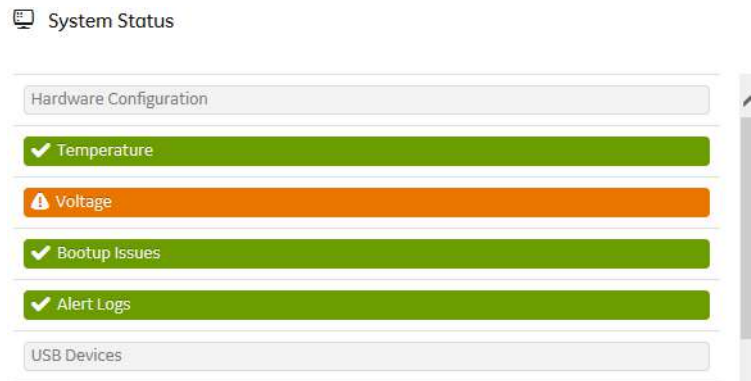 System Status
Hardware Configuration
Temperature
Voltage
Bootup Issues
Alert Logs
USB Devices